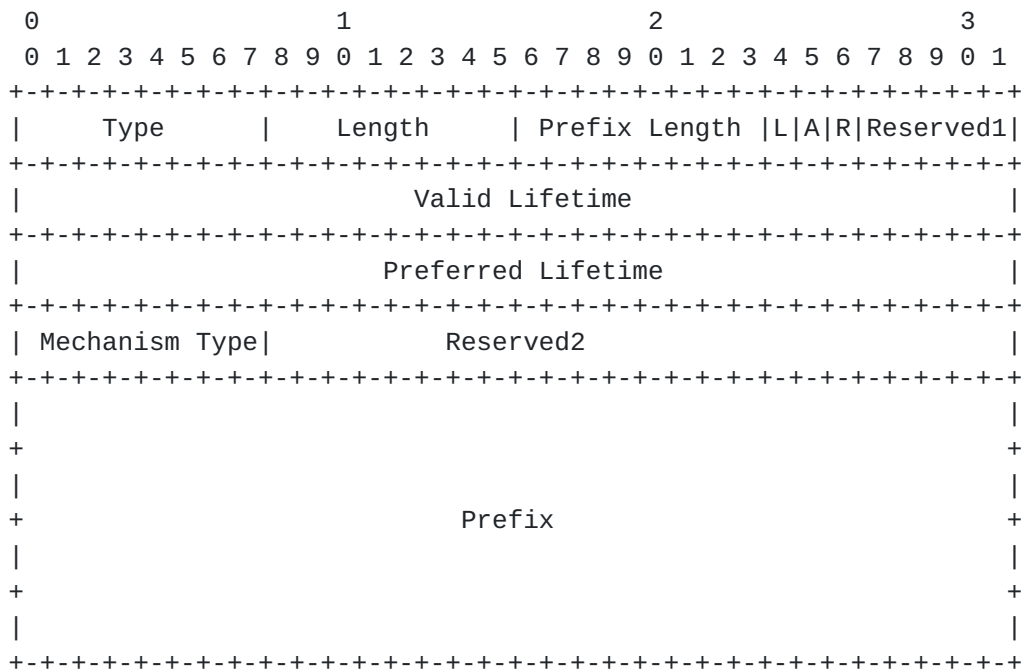 0                   1                   2                   3
 0 1 2 3 4 5 6 7 8 9 0 1 2 3 4 5 6 7 8 9 0 1 2 3 4 5 6 7 8 9 0 1
+-+-+-+-+-+-+-+-+-+-+-+-+-+-+-+-+-+-+-+-+-+-+-+-+-+-+-+-+-+-+-+-+
|     Type      |    Length     | Prefix Length |L|A|R|Reserved1|
+-+-+-+-+-+-+-+-+-+-+-+-+-+-+-+-+-+-+-+-+-+-+-+-+-+-+-+-+-+-+-+-+
|                         Valid Lifetime                        |
+-+-+-+-+-+-+-+-+-+-+-+-+-+-+-+-+-+-+-+-+-+-+-+-+-+-+-+-+-+-+-+-+
|                       Preferred Lifetime                      |
+-+-+-+-+-+-+-+-+-+-+-+-+-+-+-+-+-+-+-+-+-+-+-+-+-+-+-+-+-+-+-+-+
| Mechanism Type|           Reserved2                           |
+-+-+-+-+-+-+-+-+-+-+-+-+-+-+-+-+-+-+-+-+-+-+-+-+-+-+-+-+-+-+-+-+
|                                                               |
+                                                               +
|                                                               |
+                            Prefix                             +
|                                                               |
+                                                               +
|                                                               |
+-+-+-+-+-+-+-+-+-+-+-+-+-+-+-+-+-+-+-+-+-+-+-+-+-+-+-+-+-+-+-+-+